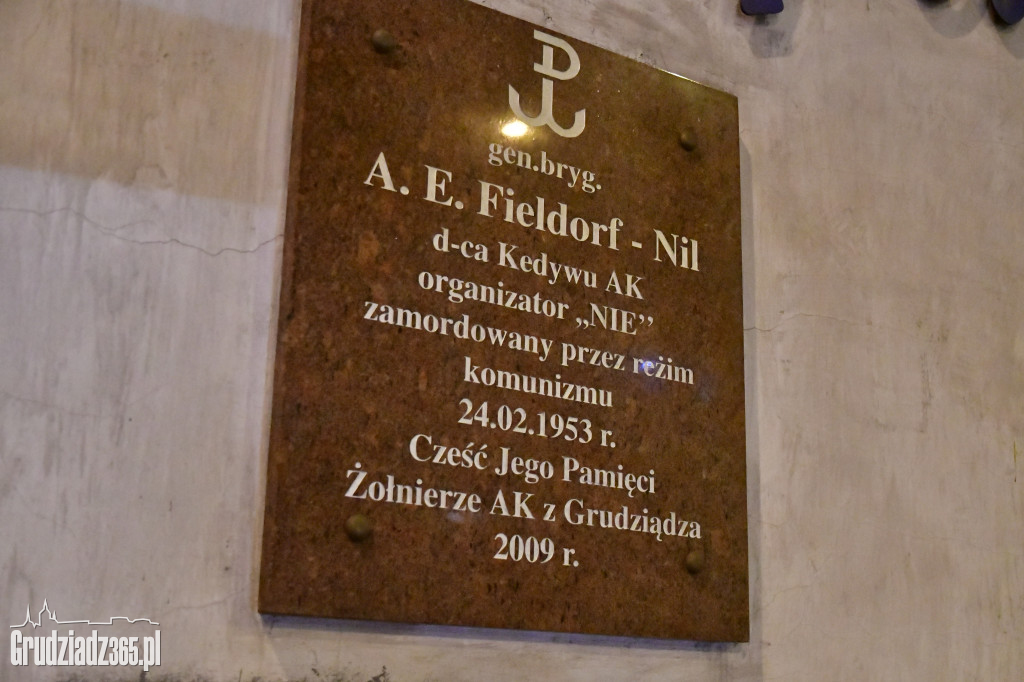 gen.bryg.
A. E. Fieldorf - Nil
d-ca Kedywu AK
organizator „NIE”
zamordowany przez reżim
komunizmu
24.02.1953 r.
Cześć Jego Pamięci
Żołnierze AK z Grudziądza
2009 r.
Grudziadz365.pl